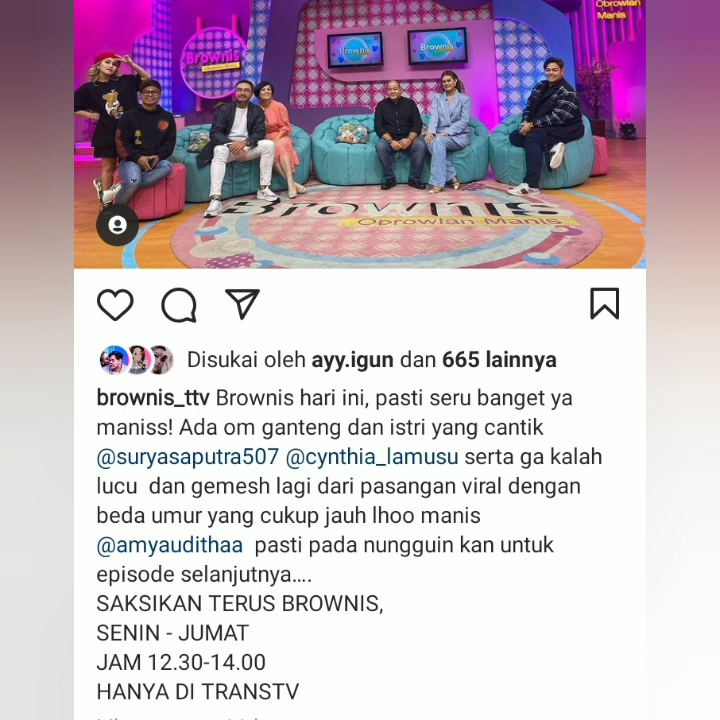 Obrowlan
Manis
Brownis
Obrowlan Manis
Brownis
Brownis
Brownis
Obrowlan Manis
Disukai oleh ayy.igun dan 665 lainnya
brownis_ttv Brownis hari ini, pasti seru banget ya
maniss! Ada om ganteng dan istri yang cantik
@suryasaputra507 @cynthia_lamusu serta ga kalah
lucu dan gemesh lagi dari pasangan viral dengan
beda umur yang cukup jauh lhoo manis
@amyaudithaa pasti pada nungguin kan untuk
episode selanjutnya....
SAKSIKAN TERUS BROWNIS,
SENIN - JUMAT
JAM 12.30-14.00
HANYA DI TRANSTV